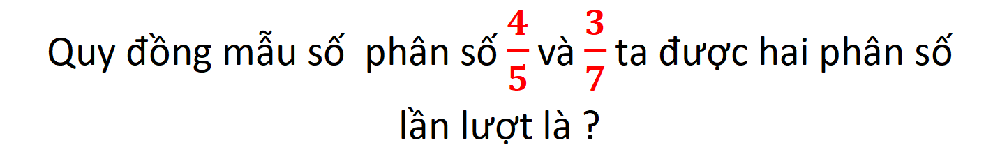 Quy đồng mẫu số phân số 4/5 và 3/7 ta được hai phân số
lần lượt là ?